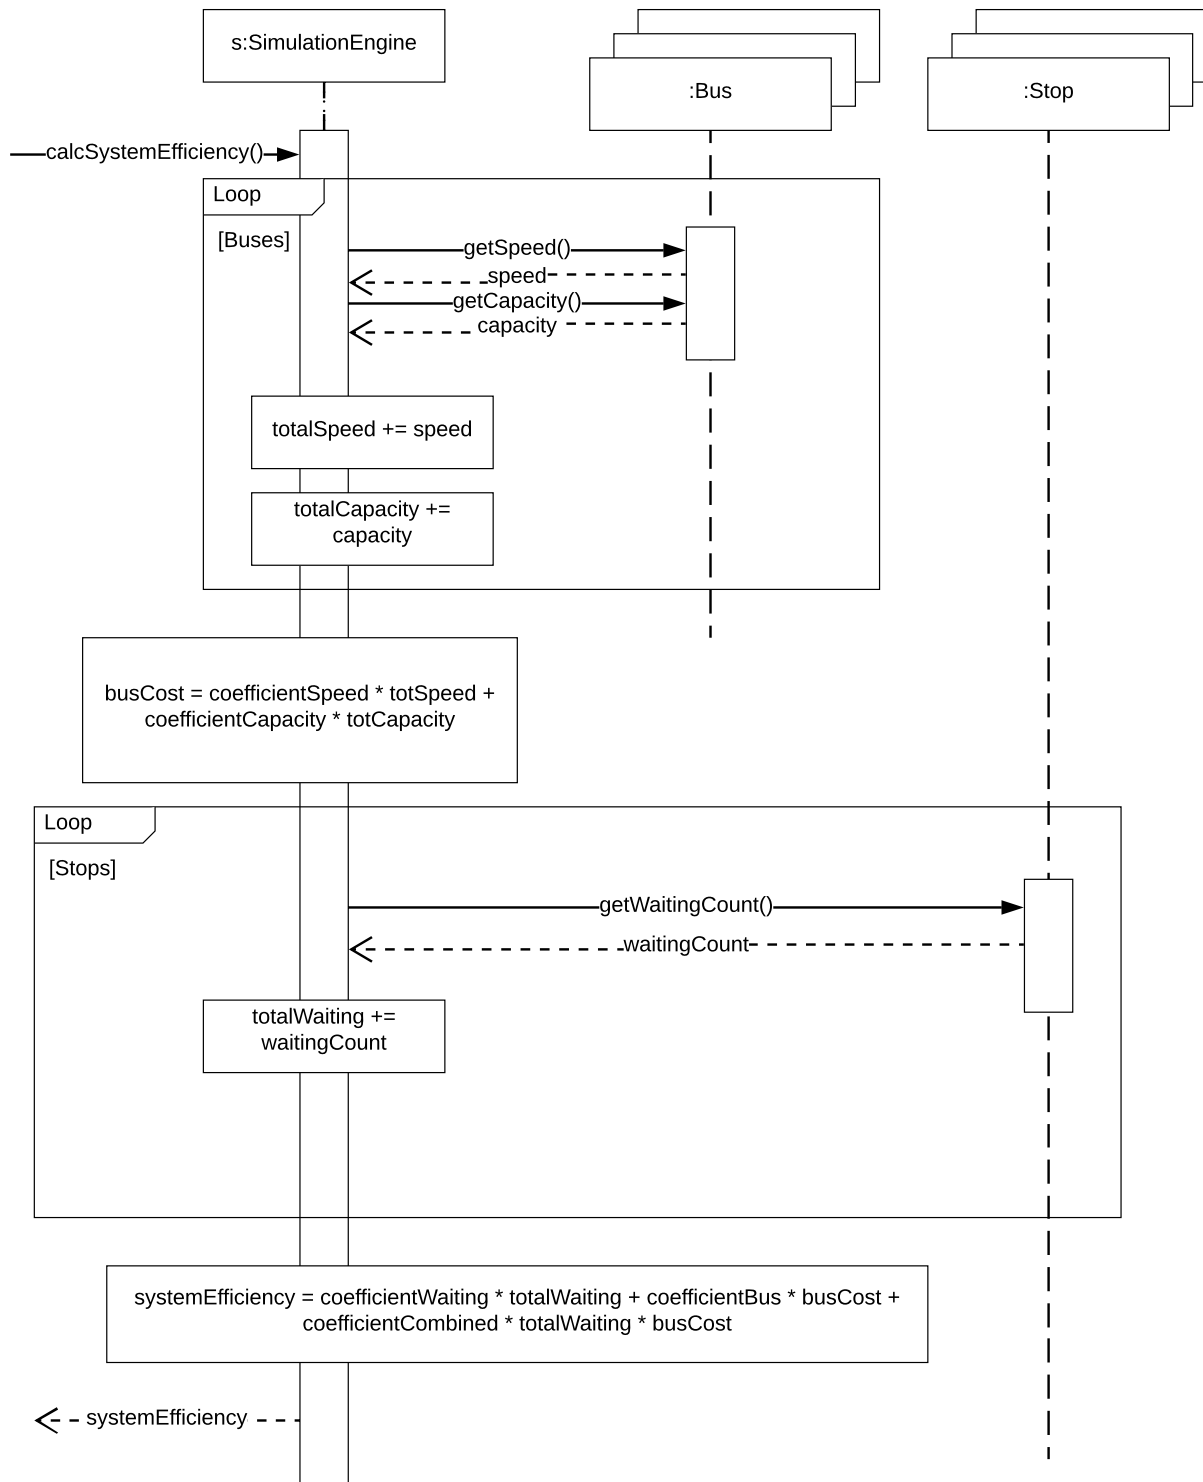 s:SimulationEngine
:Bus
:Stop
calcSystemEfficiency()
Loop
[Buses]
getSpeed()
speed
getCapacity()
capacity
totalSpeed += speed
totalCapacity +=
capacity
busCost = coefficientSpeed * totSpeed +
coefficientCapacity * totCapacity
Loop
[Stops]
getWaitingCount()
waitingCount
totalWaiting +=
waitingCount
systemEfficiency = coefficientWaiting * totalWaiting + coefficientBus * busCost +
coefficientCombined * totalWaiting * busCost
systemEfficiency